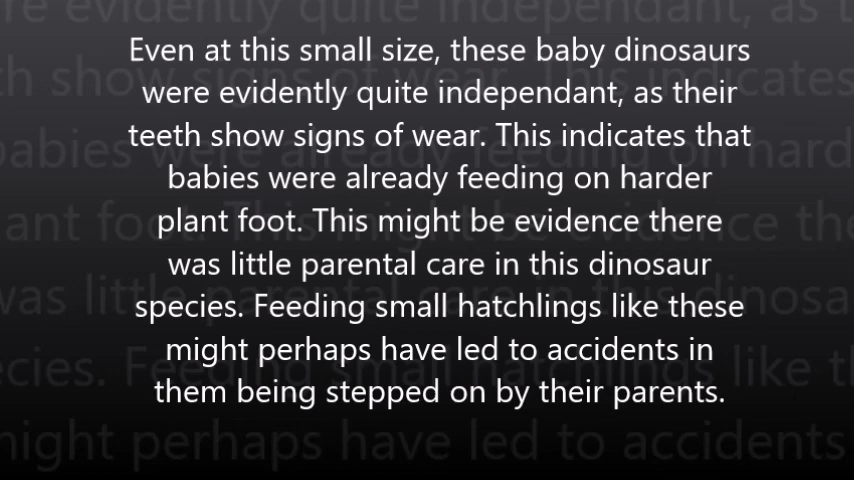 Even at this small size, these baby dinosaurs
were evidently quite independant, as their
teeth show signs of wear. This indicates that
babies were already feeding on harder
plant foot. This might be evidence there
was little parental care in this dinosaur
species. Feeding small hatchlings like these
might perhaps have led to accidents in
them being stepped on by their parents.